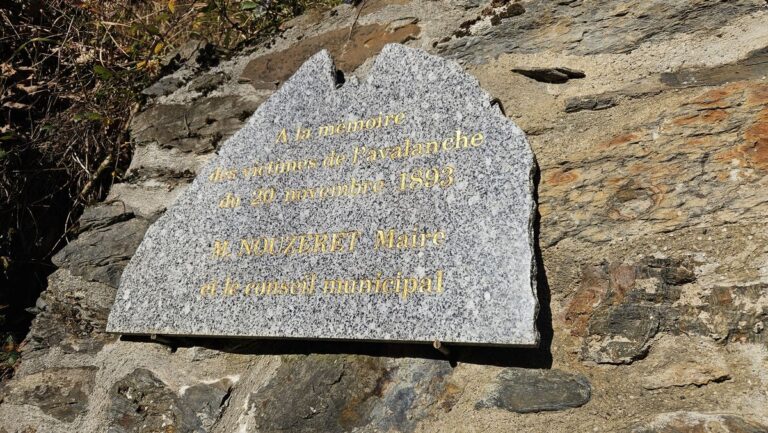 A la mémoire
des victimes de l'avalanche
du 20 novembre 1893
M. NOUZERET Maire
et le conseil municipal